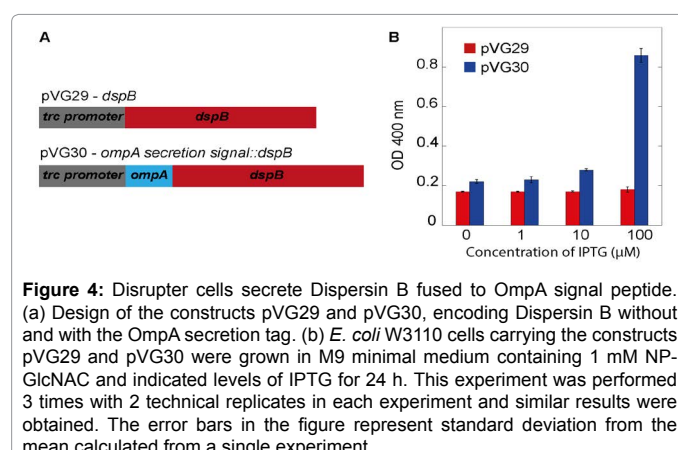 A
pVG29 - dspB
trc promoter dspB
pVG30 - ompA secretion signal::dspB
trc promoter ompA dspB
B
pVG29
pVG30
OD 400 nm
0.8
0.6
0.4
0.2
0
0 1 10 100
Concentration of IPTG (µM)
Figure 4: Disrupter cells secrete Dispersin B fused to OmpA signal peptide.
(a) Design of the constructs pVG29 and pVG30, encoding Dispersin B without
and with the OmpA secretion tag. (b) E. coli W3110 cells carrying the constructs
pVG29 and pVG30 were grown in M9 minimal medium containing 1 mM NP-
GlcNAC and indicated levels of IPTG for 24 h. This experiment was performed
3 times with 2 technical replicates in each experiment and similar results were
obtained. The error bars in the figure represent standard deviation from the
mean calculated from a single experiment